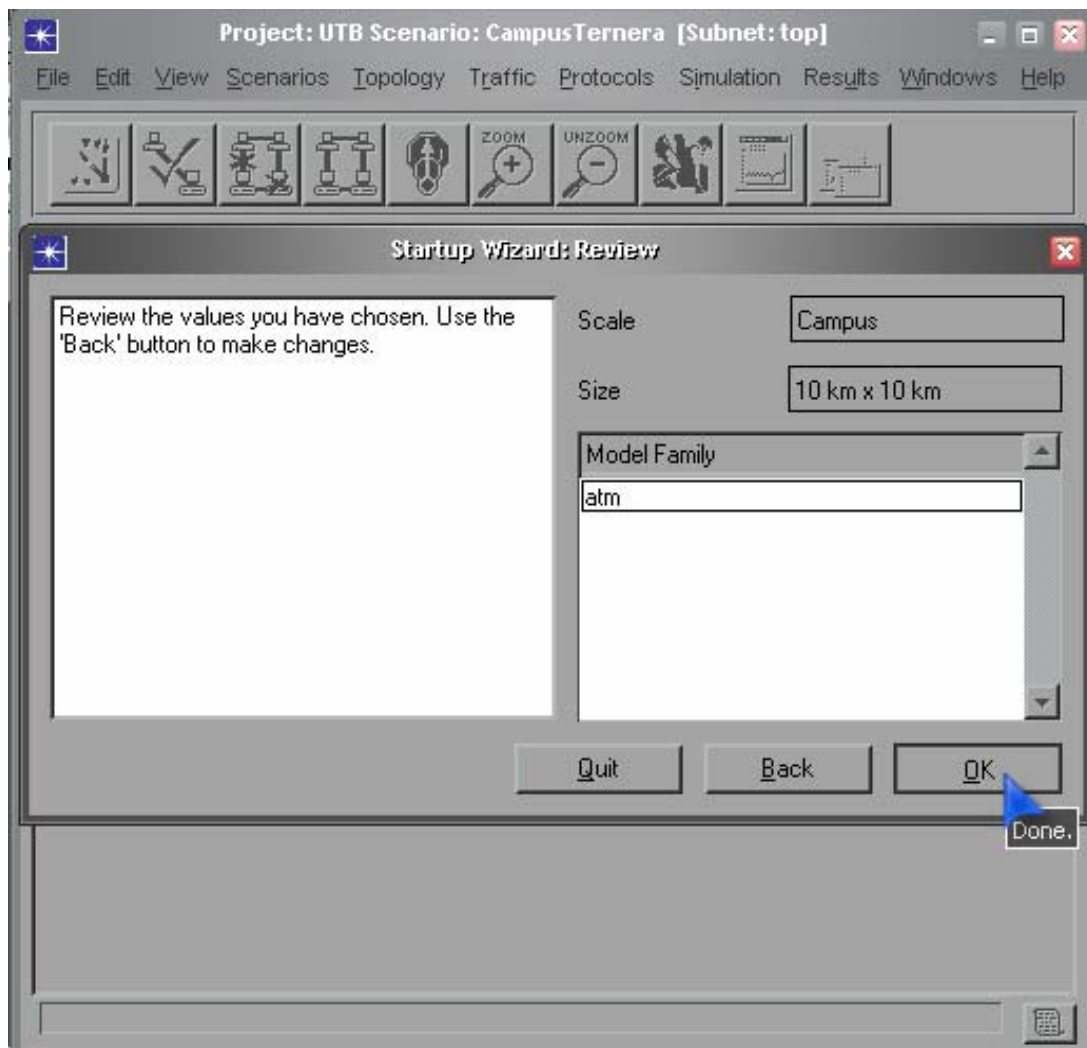 Project: UTB Scenario: CampusTernera [Subnet: top]
File Edit View Scenarios Topology Traffic Protocols Simulation Results Windows Help
ZOOM UNZOOM
Startup Wizard: Review
Review the values you have chosen. Use the
'Back' button to make changes.
Scale Campus
Size 10 km x 10 km
Model Family
atm
Quit Back OK
Done.